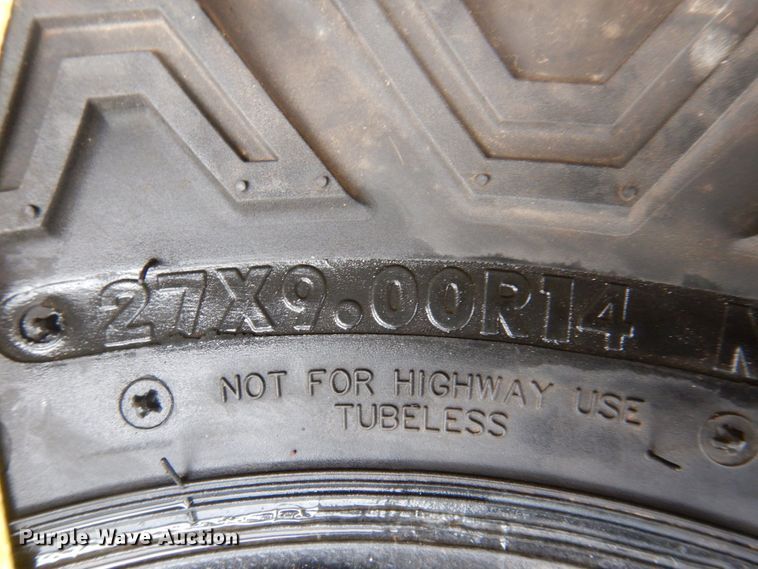 27X9.00R14
NOT FOR HIGHWAY USE
TUBELESS
Purple Wave Auction